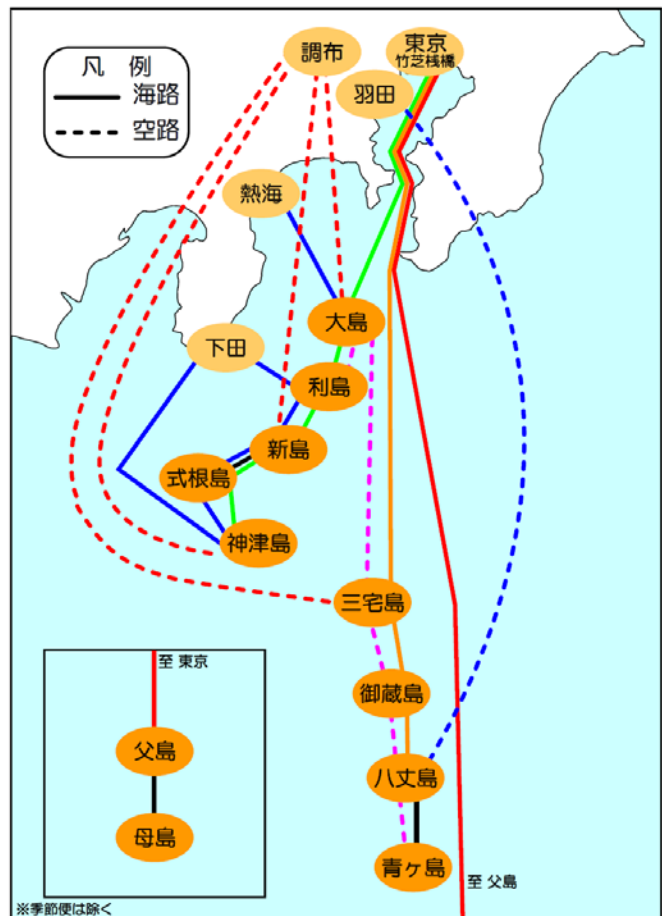 凡 例
海路
空路
調布
東京
竹芝桟橋
羽田
熱海
大島
下田
利島
新島
式根島
神津島
三宅島
御蔵島
八丈島
青ヶ島
至 東京
父島
母島
至 父島
※季節便は除く